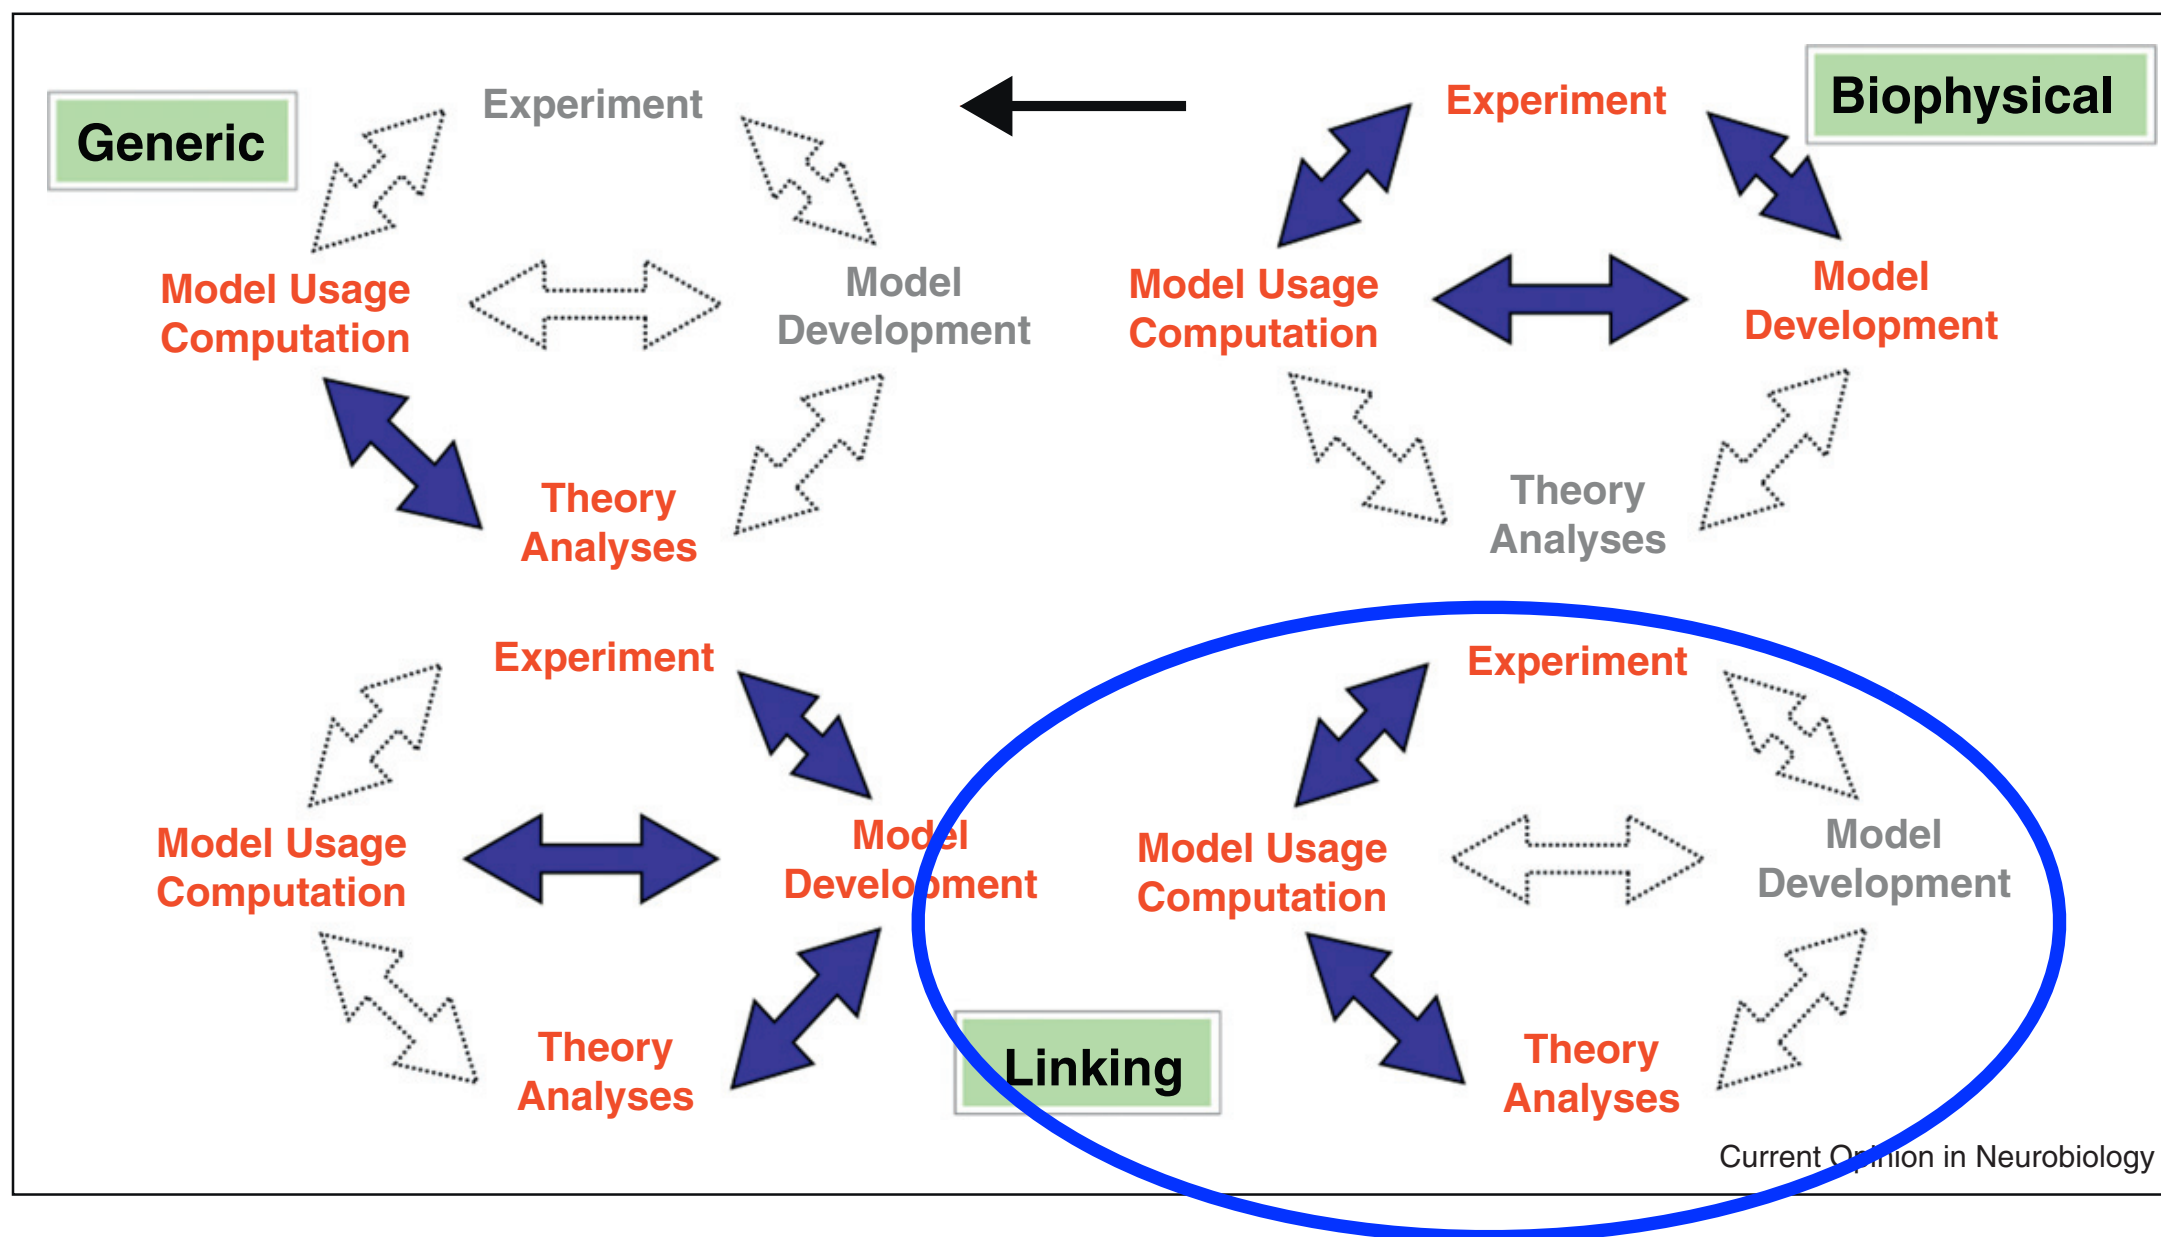 Generic
Experiment
Model Usage
Computation
Model
Development
Theory
Analyses
Biophysical
Experiment
Model Usage
Computation
Model
Development
Theory
Analyses
Experiment
Model Usage
Computation
Model
Development
Theory
Analyses
Linking
Experiment
Model Usage
Computation
Model
Development
Theory
Analyses
Current Opinion in Neurobiology